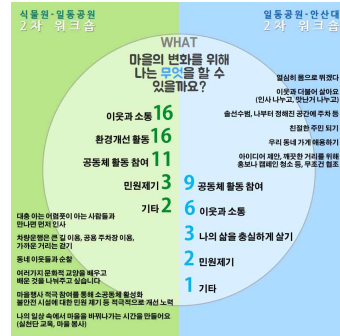 식물원-일동공원
2차 워크숍
일동공원-안산대
2차 워크숍
WHAT
마을의 변화를 위해
나는 무엇을 할 수
있을까요?
이웃과 소통 16
환경개선 활동 16
공동체 활동 참여 11
민원제기 3
기타 2
대충 아는 어렴풋이 아는 사람들과
만나면 먼저 인사
차량운행은 큰 길 이용, 공용 주차장 이용,
가까운 거리는 걷기
동네 이웃들과 순찰
여러가지 문화적 교양을 배우고
배운 것을 나눠주고 싶습니다
마을행사 적극 참여를 통해 소공동체 활성화
불안전 시설에 대한 민원 제기 등 적극적으로 개선 노력
나의 일상 속에서 마을을 바꿔나가는 시간을 만들어요
(실천단 교육, 마을 봉사)
열심히 몸으로 뛰겠다
이웃과 더불어 살아요
(인사 나누고, 맛난거 나누고)
솔선수범, 나부터 정해진 공간에 주차 등
친절한 주민 되기
우리 동네 가게 애용하기
아이디어 제안, 깨끗한 거리를 위해
홍보나 캠페인 청소 등, 무조건 협조
9 공동체 활동 참여
6 이웃과 소통
3 나의 삶을 충실하게 살기
2 민원제기
1 기타